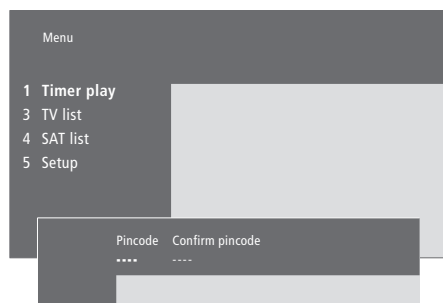 Menu
1 Timer play
3 TV list
4 SAT list
5 Setup
Pincode Confirm pincode
---- ----